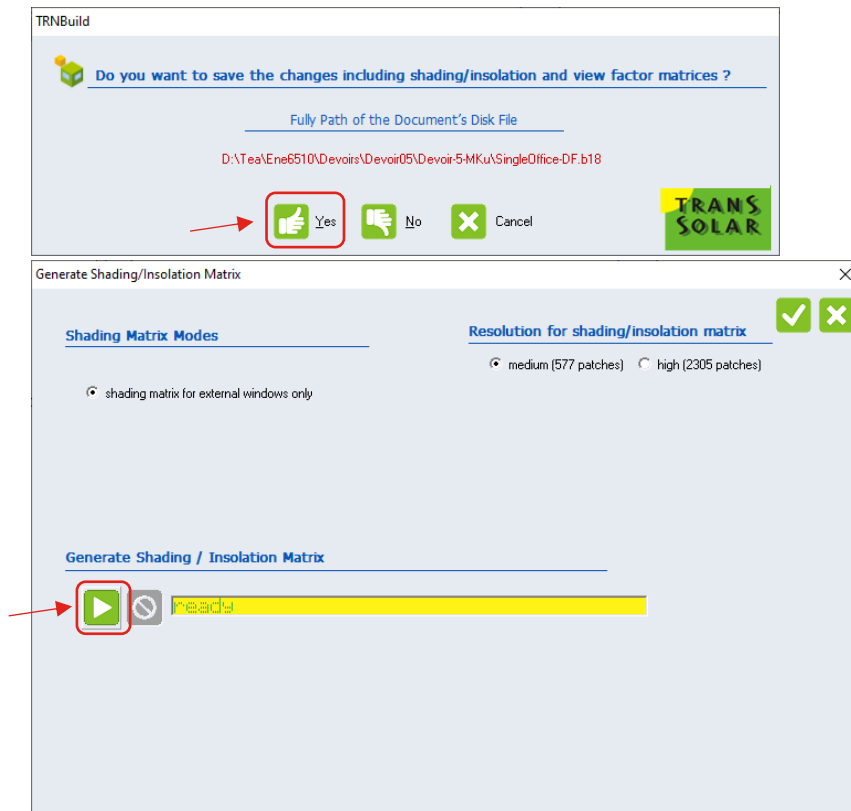 TRNBuild
Do you want to save the changes including shading/insolation and view factor matrices ?
Fully Path of the Document's Disk File
D:\Tea\Ene6510\Devoirs\Devoir05\Devoir-5-MKu\SingleOffice-DF.b18
Yes No Cancel
TRANS
SOLAR
Generate Shading/Insolation Matrix
Shading Matrix Modes
Resolution for shading/insolation matrix
medium (577 patches) high (2305 patches)
shading matrix for external windows only
Generate Shading / Insolation Matrix
ready